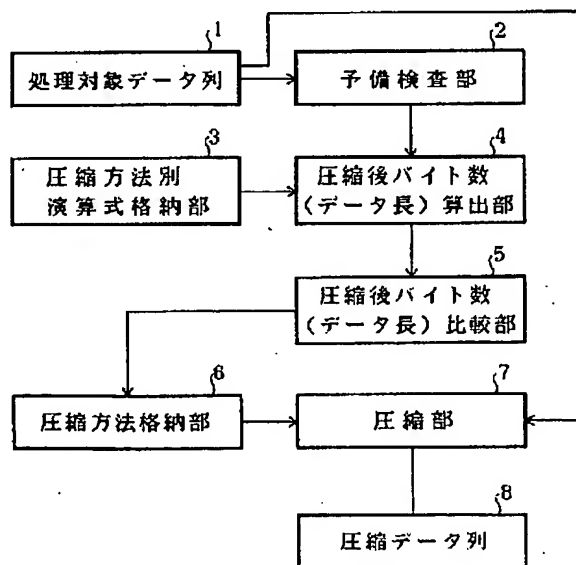 1
処理対象データ列
2
予備検査部
3
圧縮方法別
演算式格納部
4
圧縮後バイト数
(データ長)算出部
5
圧縮後バイト数
(データ長)比較部
6
圧縮方法格納部
7
圧縮部
8
圧縮データ列